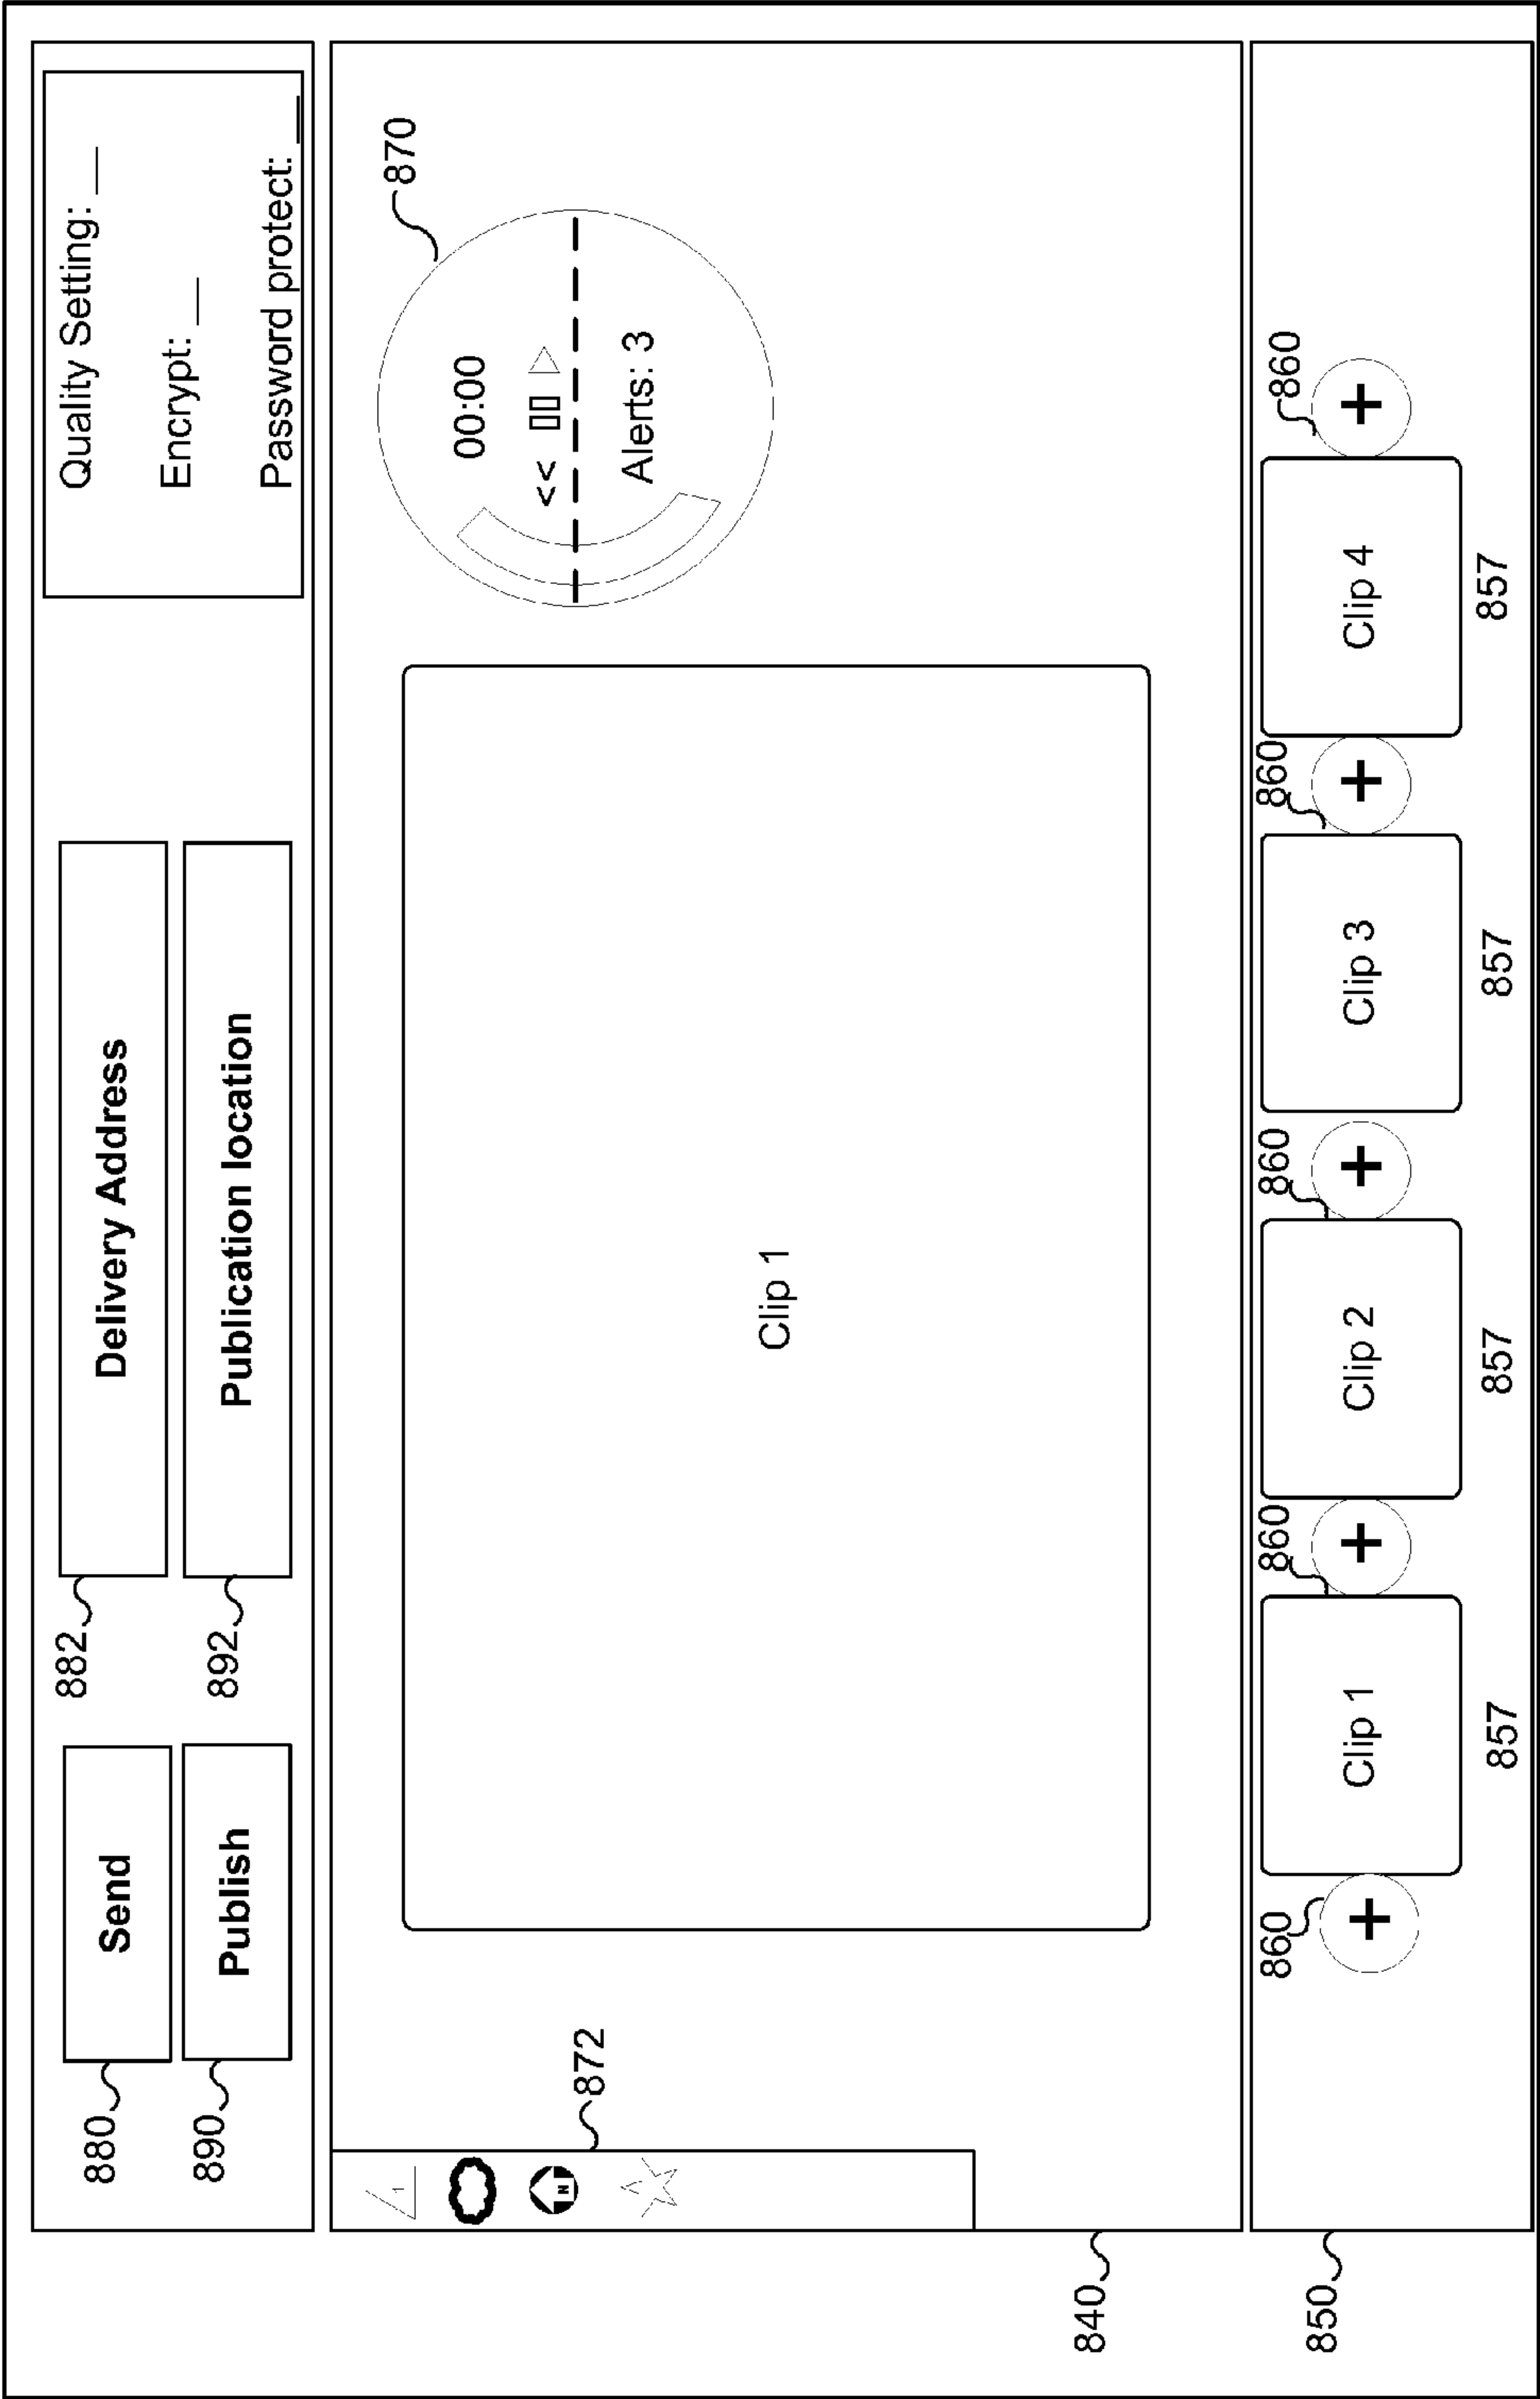 880
Send
882
Delivery Address
Quality Setting: __
Encrypt: __
890
Publish
892
Publication location
Password protect: __
1
N
872
870
00:00
<<
Alerts: 3
Clip 1
840
860
860
860
860
860
+
Clip 1
+
Clip 2
+
Clip 3
+
Clip 4
+
857
857
857
857
850